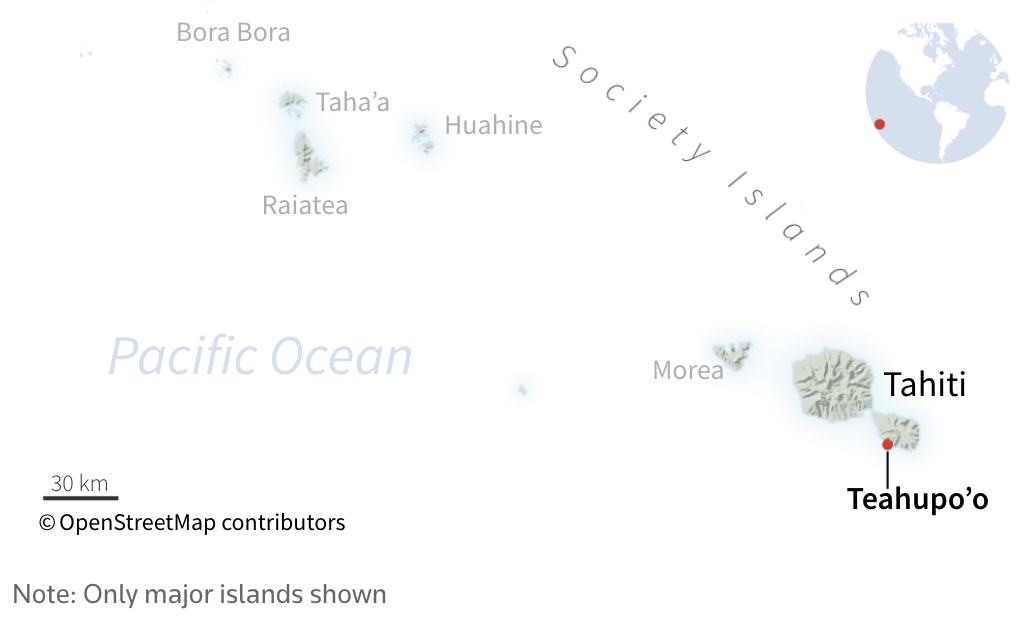 Bora Bora
Society Islands
Taha’a
Huahine
Raiatea
Pacific Ocean
Morea
Tahiti
30 km
Teahupo’o
© OpenStreetMap contributors
Note: Only major islands shown